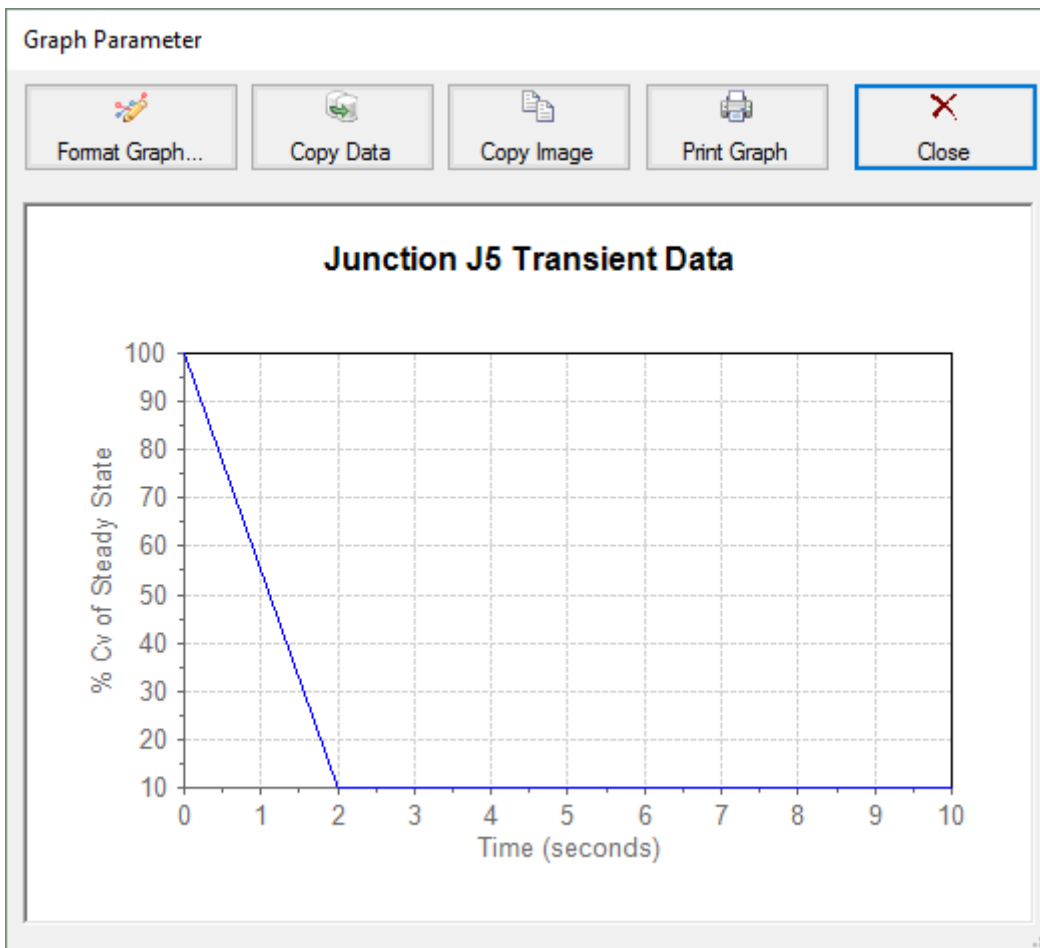 Graph Parameter
Format Graph... Copy Data Copy Image Print Graph Close
Junction J5 Transient Data
% Cv of Steady State
100
90
80
70
60
50
40
30
20
10
0 1 2 3 4 5 6 7 8 9 10
Time (seconds)